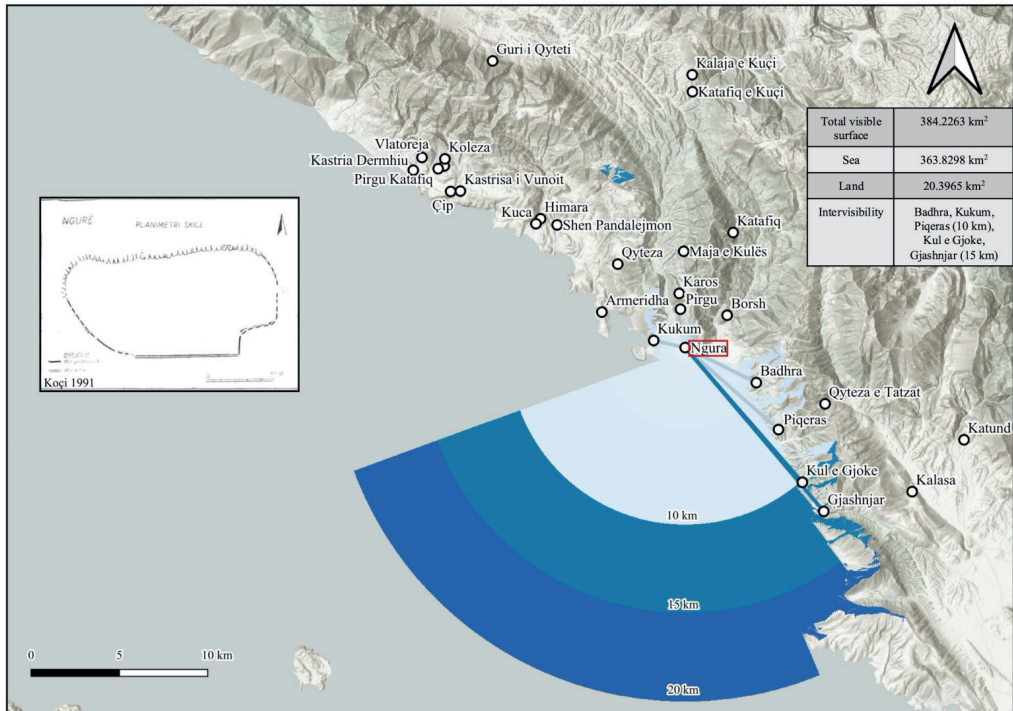 Guri i Qyteti
Kalaja e Kuçi
Katafiq e Kuçi
Total visible surface
384.2263 km²
Sea
363.8298 km²
Land
20.3965 km²
Intervisibility
Badhra, Kukum,
Piqeras (10 km),
Kul e Gjoke,
Gjashnjar (15 km)
Vlatoreja
Koleza
Kastria Dermhiu
Pirgu Katafiq
Kastrisa i Vunoit
Çip
Kuca
Himara
Shen Pandalejmon
Katafiq
Maja e Kulës
Qyteza
Karos
Pirgu
Armeridha
Borsh
Kukum
Ngura
Badhra
Qyteza e Tatzat
Piqeras
Katund
Kul e Gjoke
Kalasa
Gjashnjar
10 km
15 km
20 km
NGURË
PLANIMETRI SKICË
Koçi 1991
0 5 10 km